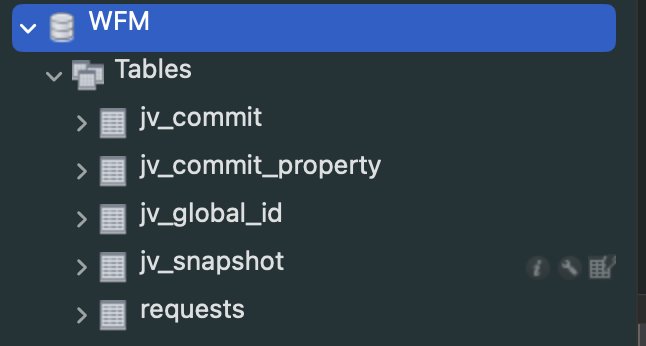 WFM
Tables
jv_commit
jv_commit_property
jv_global_id
jv_snapshot
requests